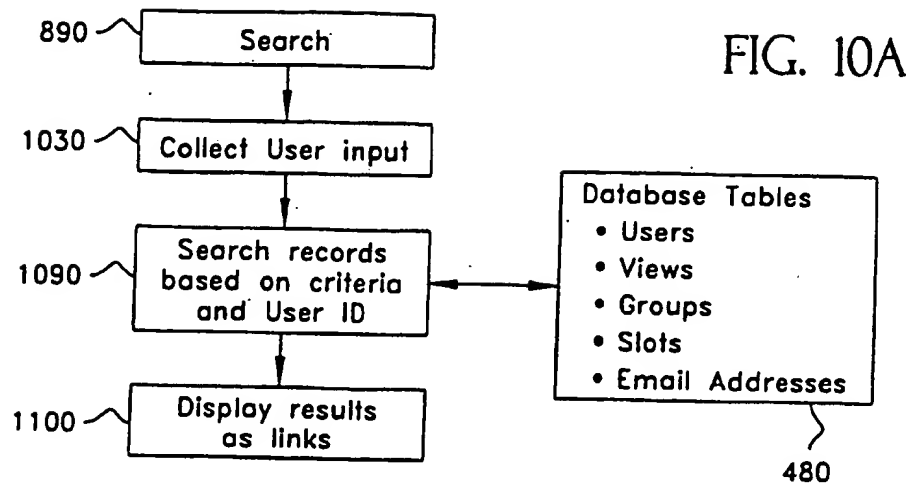 FIG. 10A
890
Search
1030
Collect User input
1090
Search records
based on criteria
and User ID
1100
Display results
as links
Database Tables
• Users
• Views
• Groups
• Slots
• Email Addresses
480